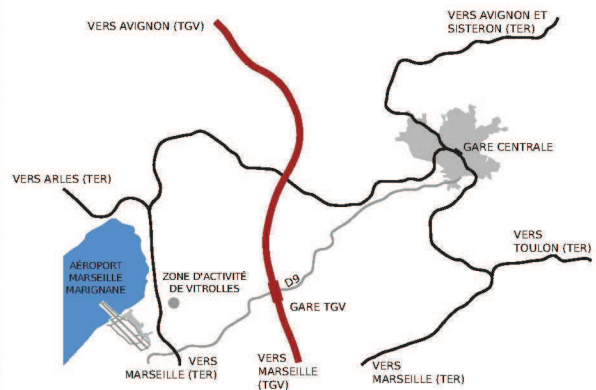 VERS AVIGNON (TGV)
VERS AVIGNON ET
SISTERON (TER)
GARE CENTRALE
VERS ARLES (TER)
VERS
TOULON (TER)
AÉROPORT
MARSEILLE
MARIGNANE
ZONE D'ACTIVITÉ
DE VITROLLES
D9
GARE TGV
VERS
MARSEILLE (TER)
VERS
MARSEILLE
(TGV)
VERS
MARSEILLE (TER)